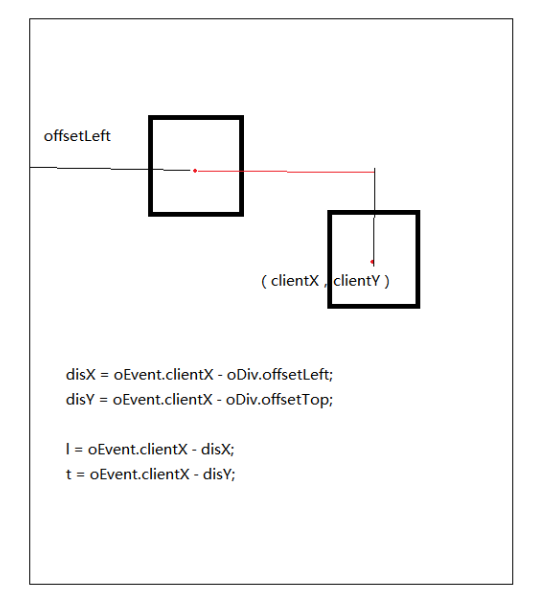 offsetLeft
( clientX , clientY )
disX = oEvent.clientX - oDiv.offsetLeft;
disY = oEvent.clientX - oDiv.offsetTop;
l = oEvent.clientX - disX;
t = oEvent.clientX - disY;